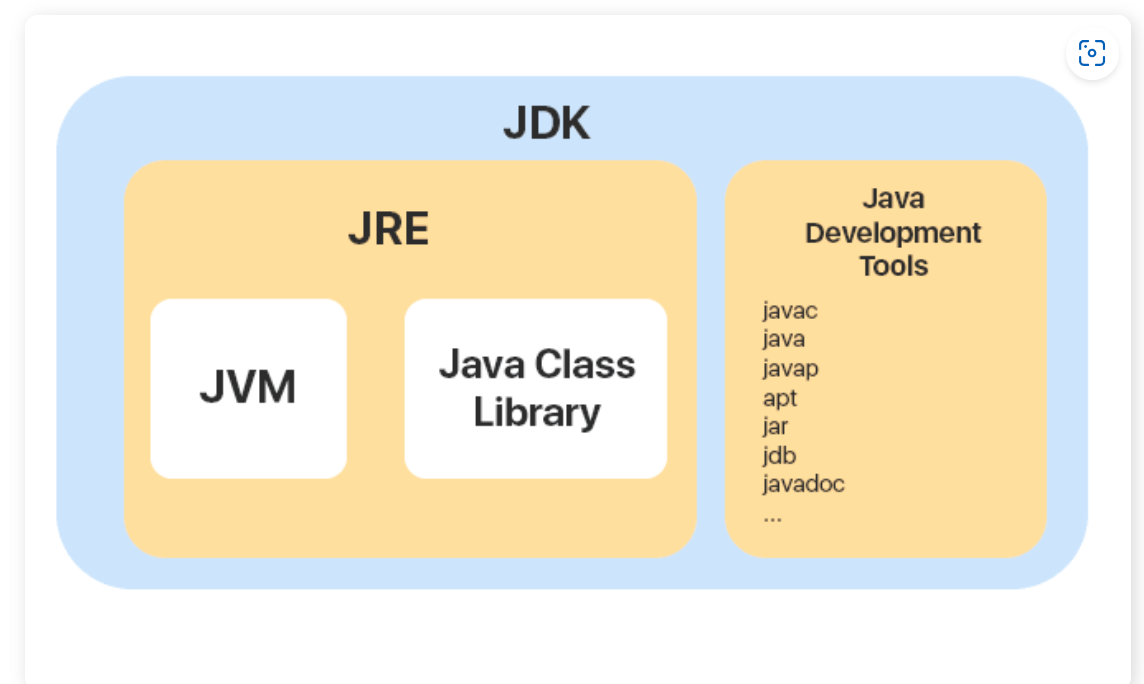 JDK
JRE
JVM
Java Class
Library
Java
Development
Tools
javac
java
javap
apt
jar
jdb
javadoc
...